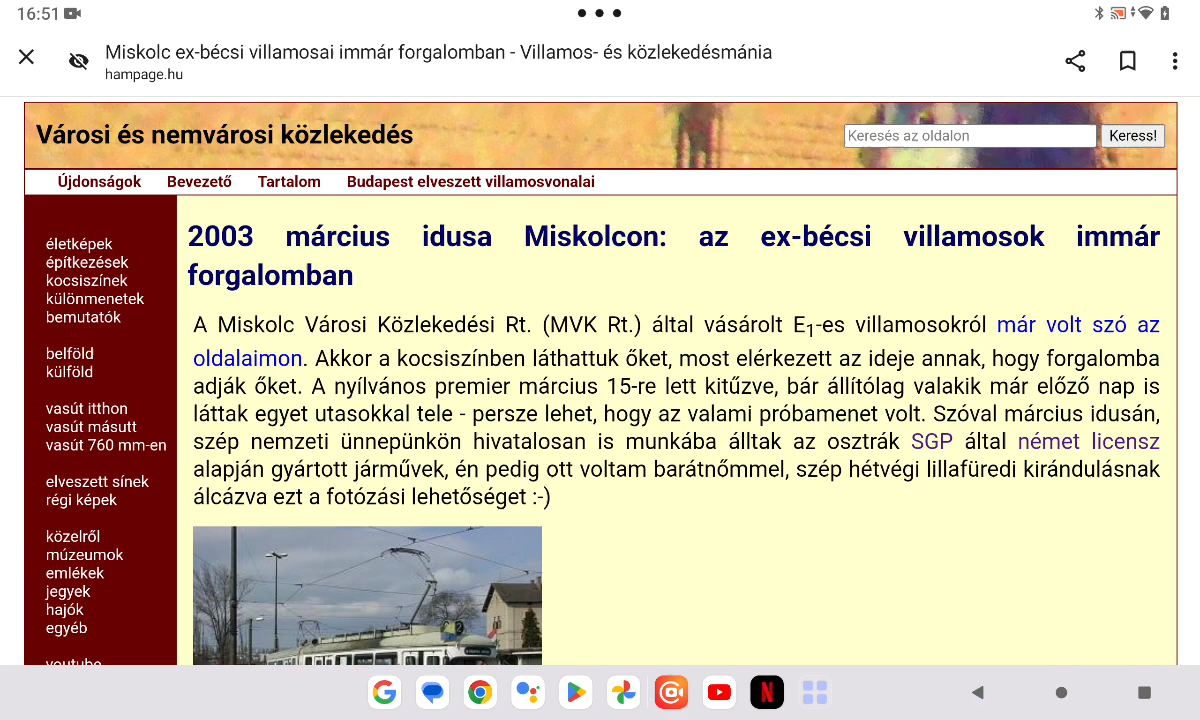 16:51
Miskolc ex-bécsi villamosai immár forgalomban - Villamos- és közlekedésmánia
hampage.hu
Városi és nemvárosi közlekedés
Keresés az oldalon Keress!
Újdonságok Bevezető Tartalom Budapest elveszett villamosvonalai
életképek
építkezések
kocsiszínek
különmenetek
bemutatók
belföld
külföld
vasút itthon
vasút másutt
vasút 760 mm-en
elveszett sínek
régi képek
közelről
múzeumok
emlékek
jegyek
hajók
egyéb
youtube
2003 március idusa Miskolcon: az ex-bécsi villamosok immár
forgalomban
A Miskolc Városi Közlekedési Rt. (MVK Rt.) által vásárolt E1-es villamosokról már volt szó az
oldalaimon. Akkor a kocsiszínben láthattuk őket, most elérkezett az ideje annak, hogy forgalomba
adják őket. A nyílvános premier március 15-re lett kitűzve, bár állítólag valakik már előző nap is
láttak egyet utasokkal tele - persze lehet, hogy az valami próbamenet volt. Szóval március idusán,
szép nemzeti ünnepünkön hivatalosan is munkába álltak az osztrák SGP által német licensz
alapján gyártott járművek, én pedig ott voltam barátnőmmel, szép hétvégi lillafüredi kirándulásnak
álcázva ezt a fotózási lehetőséget :-)
2